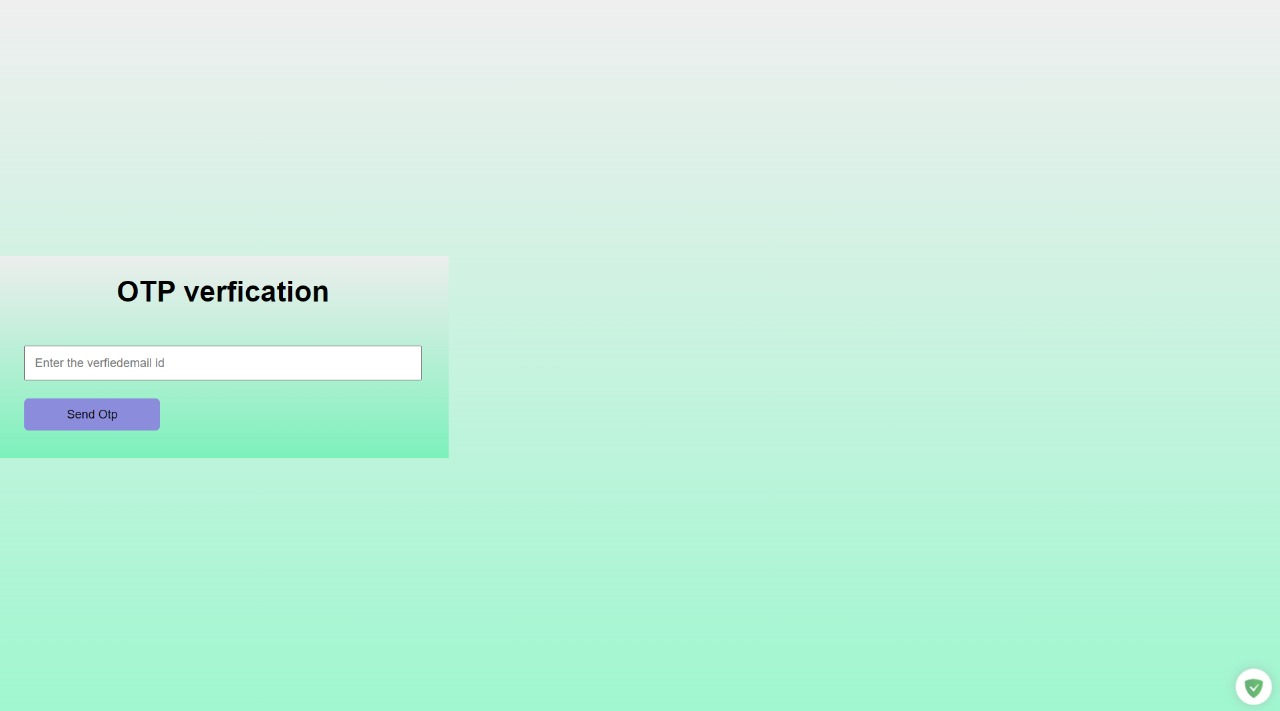 OTP verfication
Enter the verfiedemail id
Send Otp